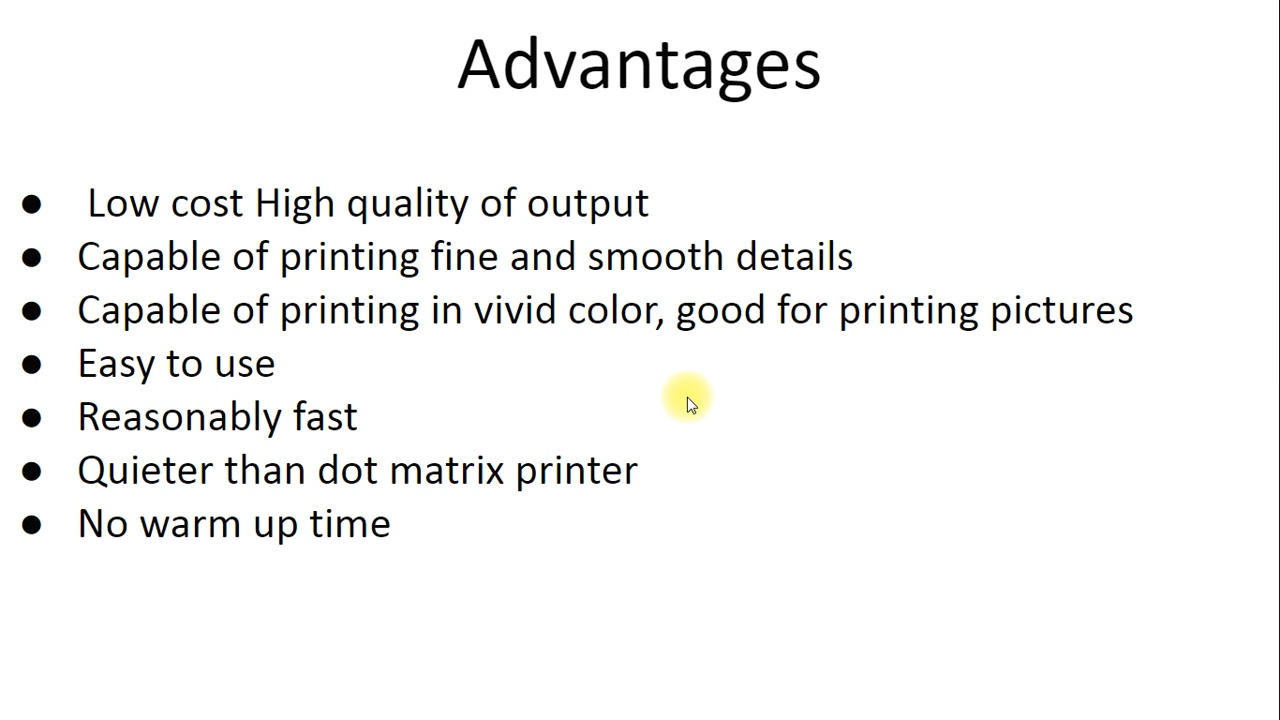 Advantages
● Low cost High quality of output
● Capable of printing fine and smooth details
● Capable of printing in vivid color, good for printing pictures
● Easy to use
● Reasonably fast
● Quieter than dot matrix printer
● No warm up time